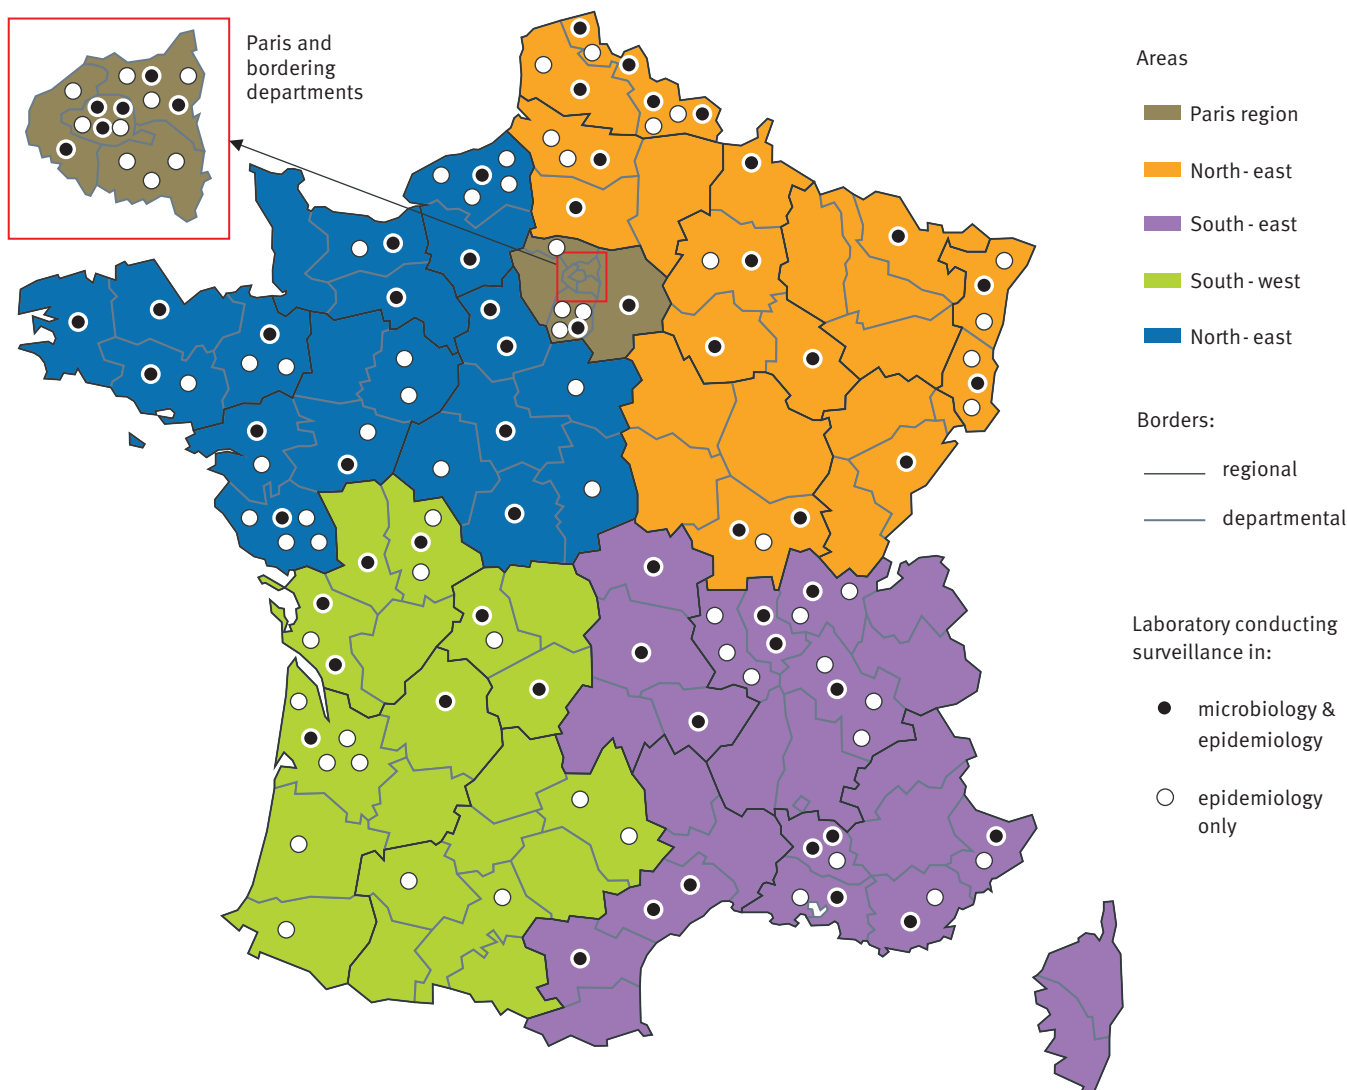 Paris and
bordering
departments
Areas
Paris region
North - east
South - east
South - west
North - east
Borders:
regional
departmental
Laboratory conducting
surveillance in:
microbiology &
epidemiology
epidemiology
only